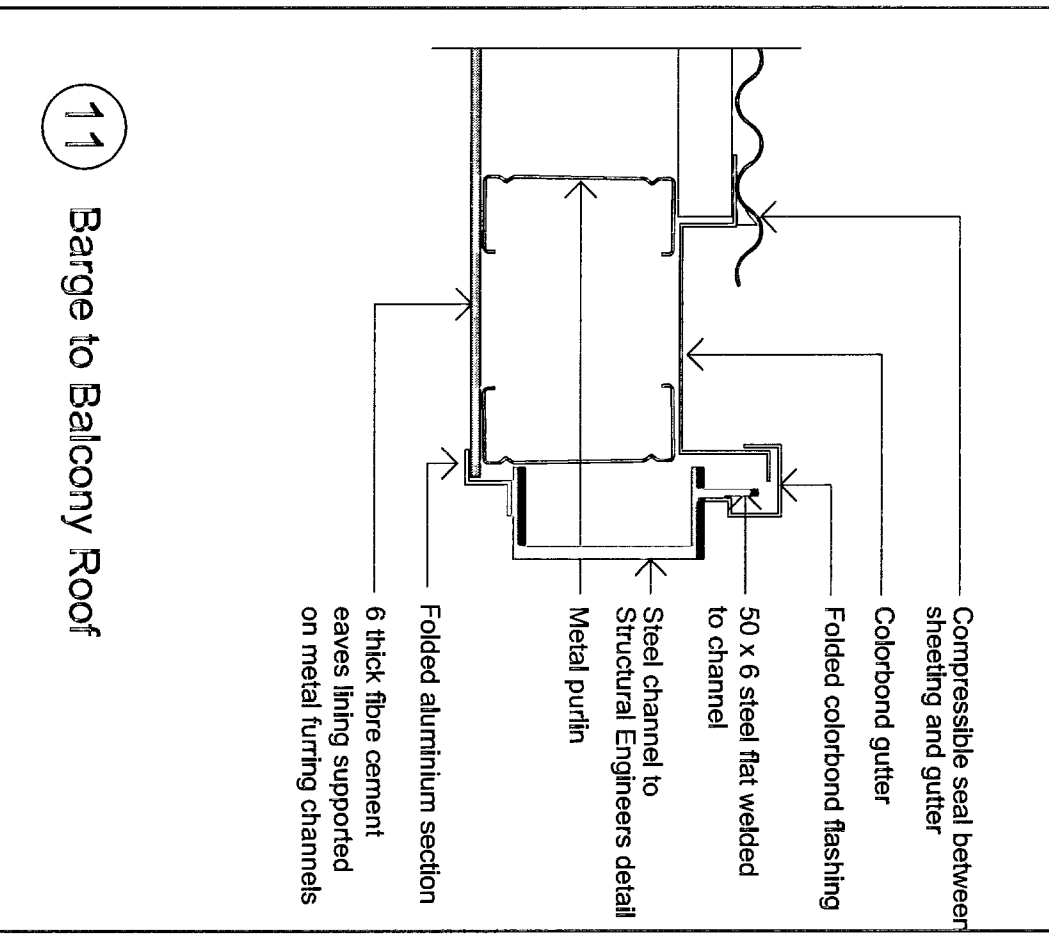 Compressible seal between
sheeting and gutter
Colorbond gutter
Folded colorbond flashing
50 x 6 steel flat welded
to channel
Steel channel to
Structural Engineers detail
Metal purlin
Folded aluminium section
6 thick fibre cement
eaves lining supported
on metal furring channels
11 Barge to Balcony Roof